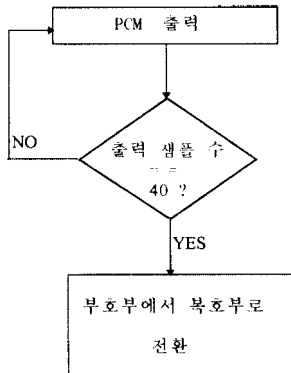 PCM 출력
NO
출력 샘플 수
==
40 ?
YES
부호부에서 복호부로
전환